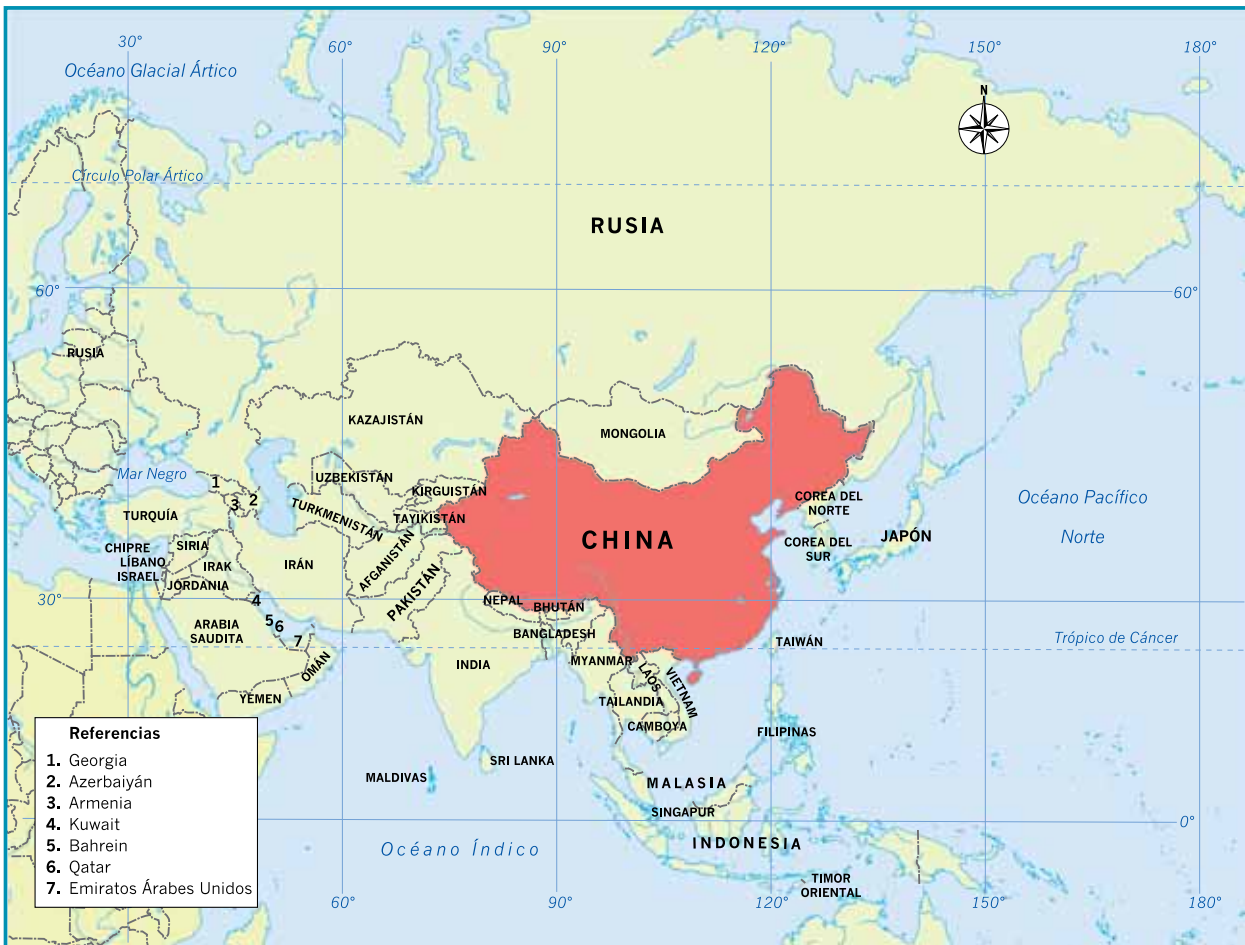 30°
60°
90°
120°
150°
180°
Océano Glacial Ártico
N
Círculo Polar Ártico
RUSIA
60°
60°
RUSIA
KAZAJISTÁN
MONGOLIA
Mar Negro
1
2
3
UZBEKISTÁN
KIRGUISTÁN
TURKMENISTÁN
TAYIKISTÁN
COREA DEL
NORTE
Océano Pacífico
Norte
TURQUÍA
CHINA
COREA DEL
SUR
JAPÓN
CHIPRE
LÍBANO
ISRAEL
SIRIA
IRAK
JORDANIA
IRÁN
AFGANISTÁN
PAKISTÁN
30°
4
NEPAL
BHUTÁN
5
6
7
ARABIA
SAUDITA
OMÁN
YEMEN
BANGLADESH
INDIA
MYANMAR
LAOS
VIETNAM
TAIWÁN
Trópico de Cáncer
TAILANDIA
CAMBOYA
FILIPINAS
SRI LANKA
MALDIVAS
MALASIA
SINGAPUR
INDONESIA
0°
Océano Índico
TIMOR
ORIENTAL
Referencias
1. Georgia
2. Azerbaiyán
3. Armenia
4. Kuwait
5. Bahrein
6. Qatar
7. Emiratos Árabes Unidos
60°
90°
120°
150°
180°